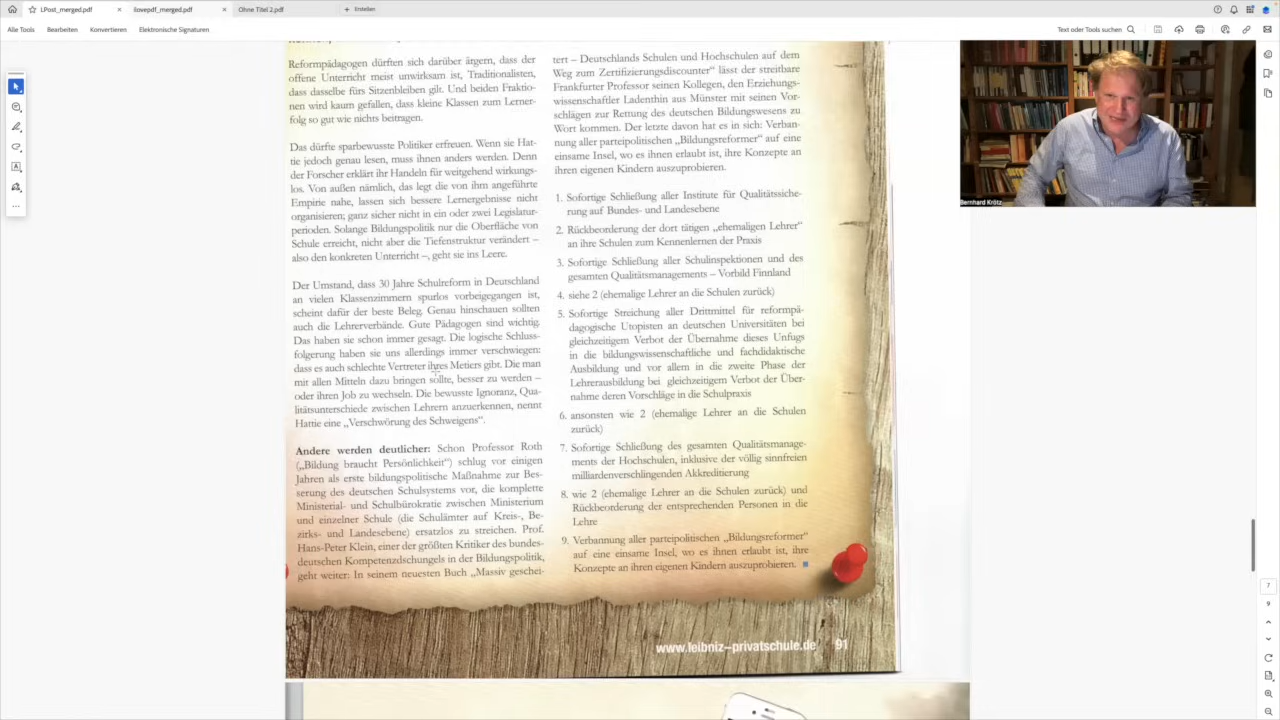 LPost_merged.pdf
ilovepdf_merged.pdf
Ohne Titel 2.pdf
Erstellen
Alle Tools
Bearbeiten
Konvertieren
Elektronische Signaturen
Text oder Tools suchen
Reformpädagogen dürften sich darüber ärgern, dass der
offene Unterricht meist unwirksam ist, Traditionalisten,
dass dasselbe fürs Sitzenbleiben gilt. Und beiden Fraktio-
nen wird kaum gefallen, dass kleine Klassen zum Lerner-
folg so gut wie nichts beitragen.
Das dürfte sparbewusste Politiker erfreuen. Wenn sie Hat-
tie jedoch genau lesen, muss ihnen anders werden. Denn
der Forscher erklärt ihr Handeln für weitgehend wirkungs-
los. Von außen nämlich, das legt die von ihm angeführte
Empirie nahe, lassen sich bessere Lernergebnisse nicht
organisieren; ganz sicher nicht in ein oder zwei Legislatur-
perioden. Solange Bildungspolitik nur die Oberfläche von
Schule erreicht, nicht aber die Tiefenstruktur verändert –
also den konkreten Unterricht –, geht sie ins Leere.
Der Umstand, dass 30 Jahre Schulreform in Deutschland
an vielen Klassenzimmern spurlos vorbeigegangen ist,
scheint dafür der beste Beleg. Genau hinschauen sollten
auch die Lehrerverbände. Gute Pädagogen sind wichtig.
Das haben sie schon immer gesagt. Die logische Schluss-
folgerung haben sie uns allerdings immer verschwiegen:
dass es auch schlechte Vertreter ihres Metiers gibt. Die man
mit allen Mitteln dazu bringen sollte, besser zu werden –
oder ihren Job zu wechseln. Die bewusste Ignoranz, Qua-
litätsunterschiede zwischen Lehrern anzuerkennen, nennt
Hattie eine „Verschwörung des Schweigens“.
Andere werden deutlicher: Schon Professor Roth
(„Bildung braucht Persönlichkeit“) schlug vor einigen
Jahren als erste bildungspolitische Maßnahme zur Bes-
serung des deutschen Schulsystems vor, die komplette
Ministerial- und Schulbürokratie zwischen Ministerium
und einzelner Schule (die Schulämter auf Kreis-, Be-
zirks- und Landesebene) ersatzlos zu streichen. Prof.
Hans-Peter Klein, einer der größten Kritiker des bundes-
deutschen Kompetenzdschungels in der Bildungspolitik,
geht weiter: In seinem neuesten Buch „Massiv geschei-
tert – Deutschlands Schulen und Hochschulen auf dem
Weg zum Zertifizierungsdiscounter“ lässt der streitbare
Frankfurter Professor seinen Kollegen, den Erziehungs-
wissenschaftler Ladenthin aus Münster mit seinen Vor-
schlägen zur Rettung des deutschen Bildungswesens zu
Wort kommen. Der letzte davon hat es in sich: Verban-
nung aller parteipolitischen „Bildungsreformer“ auf eine
einsame Insel, wo es ihnen erlaubt ist, ihre Konzepte an
ihren eigenen Kindern auszuprobieren.
1. Sofortige Schließung aller Institute für Qualitätssiche-
rung auf Bundes- und Landesebene
2. Rückbeorderung der dort tätigen „ehemaligen Lehrer“
an ihre Schulen zum Kennenlernen der Praxis
3. Sofortige Schließung aller Schulinspektionen und des
gesamten Qualitätsmanagements – Vorbild Finnland
4. siehe 2 (ehemalige Lehrer an die Schulen zurück)
5. Sofortige Streichung aller Drittmittel für reformpä-
dagogische Utopisten an deutschen Universitäten bei
gleichzeitigem Verbot der Übernahme dieses Unfugs
in die bildungswissenschaftliche und fachdidaktische
Ausbildung und vor allem in die zweite Phase der
Lehrerausbildung bei gleichzeitigem Verbot der Über-
nahme deren Vorschläge in die Schulpraxis
6. ansonsten wie 2 (ehemalige Lehrer an die Schulen
zurück)
7. Sofortige Schließung des gesamten Qualitätsmanage-
ments der Hochschulen, inklusive der völlig sinnfreien
milliardenverschlingenden Akkreditierung
8. wie 2 (ehemalige Lehrer an die Schulen zurück) und
Rückbeorderung der entsprechenden Personen in die
Lehre
9. Verbannung aller parteipolitischen „Bildungsreformer“
auf eine einsame Insel, wo es ihnen erlaubt ist, ihre
Konzepte an ihren eigenen Kindern auszuprobieren.
www.leibniz–privatschule.de 91
Bernhard Krötz
7
9